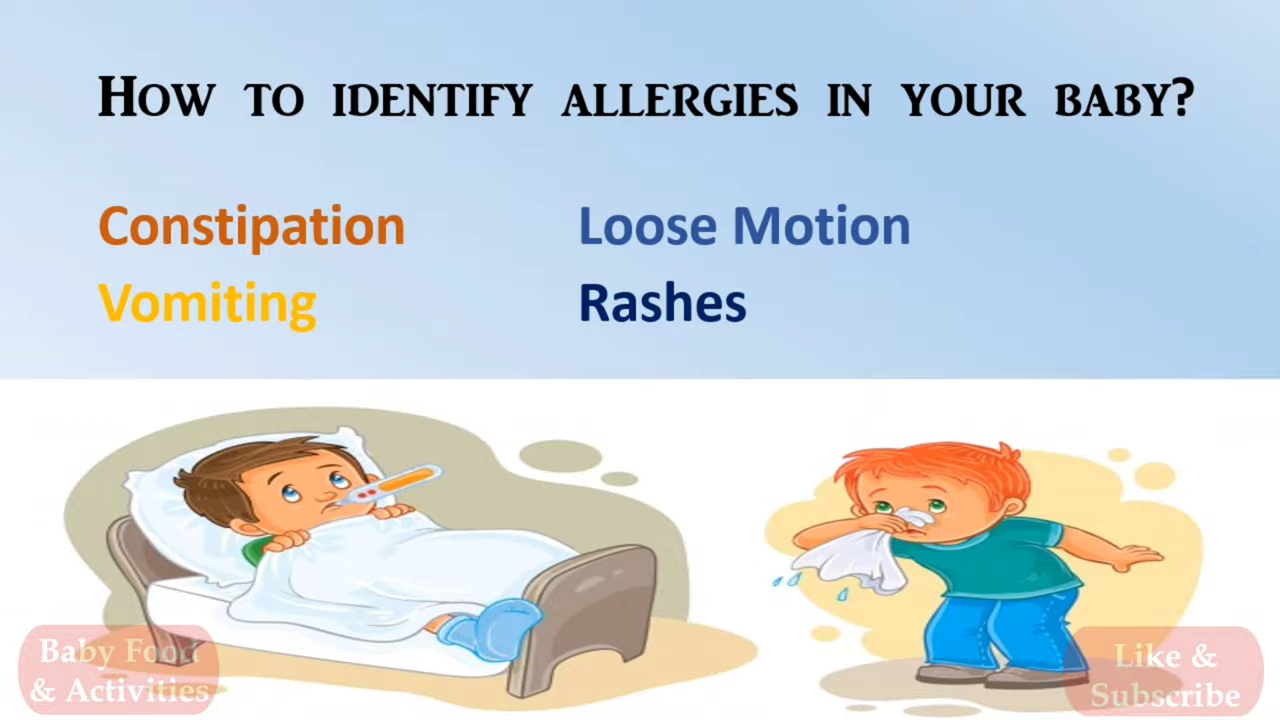 How to identify allergies in your baby?
Constipation
Loose Motion
Vomiting
Rashes
Baby Food
& Activities
Like &
Subscribe